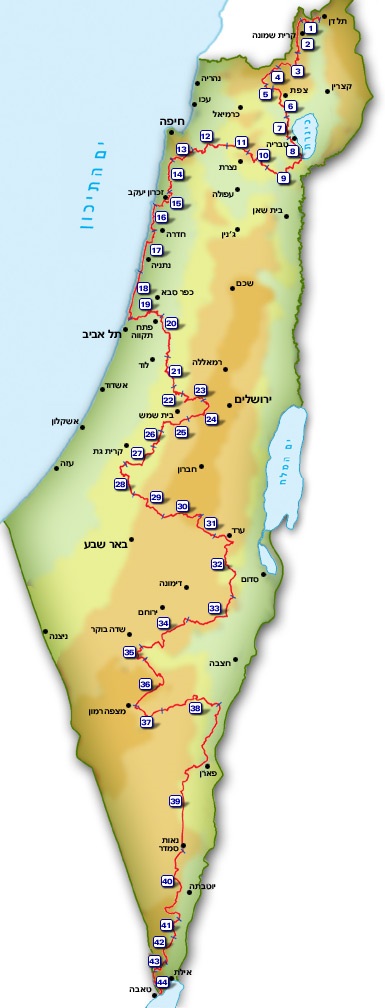 תל דן
1
קרית שמונה
2
3
4
נהריה
5
צפת
קצרין
עכו
6
כרמיאל
כינרת
חיפה
7
12
11
טבריה
13
10
8
נצרת
14
9
זכרון יעקב
עפולה
15
בית שאן
16
חדרה
ג'נין
ים התיכון
17
נתניה
שכם
18
כפר סבא
19
פתח
תקווה
20
תל אביב
לוד
רמאללה
21
אשדוד
23
22
ירושלים
בית שמש
24
אשקלון
25
26
קרית גת
27
ים המלח
עזה
חברון
28
29
30
31
ערד
באר שבע
32
סדום
דימונה
ירוחם
33
34
שדה בוקר
ניצנה
35
חצבה
36
מצפה רמון
38
37
פארן
39
נאות
סמדר
40
יוטבתה
41
42
43
אילת
44
טאבה